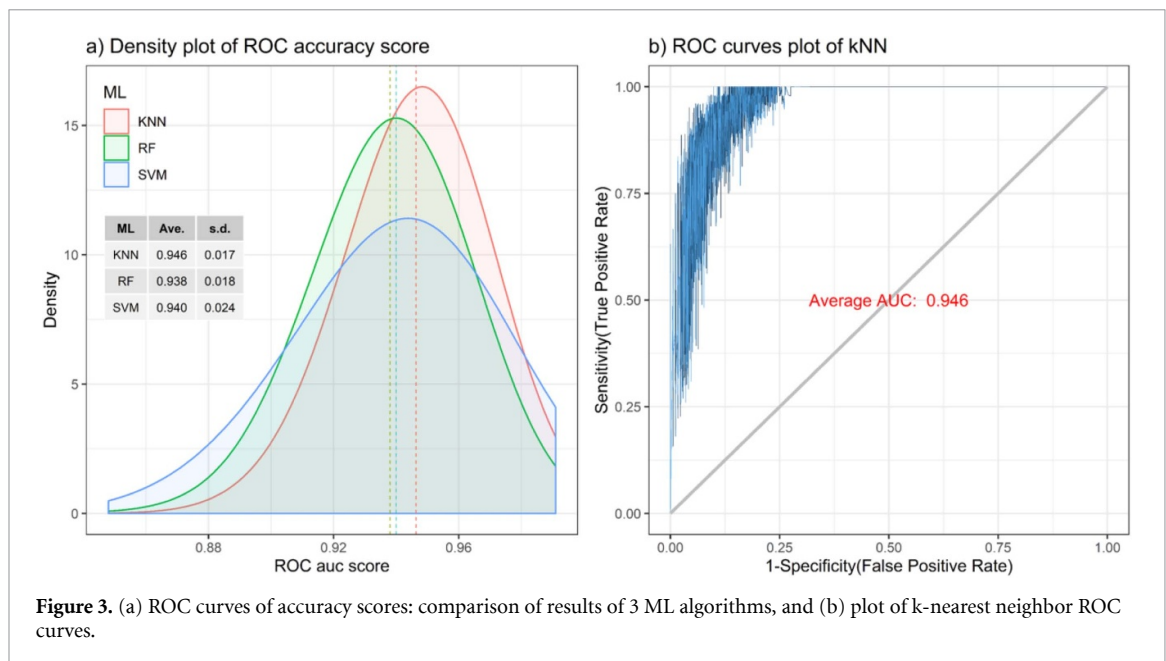 a) Density plot of ROC accuracy score
ML
KNN
RF
SVM
ML Ave. s.d.
KNN 0.946 0.017
RF 0.938 0.018
SVM 0.940 0.024
15
10
5
0
Density
0.88 0.92 0.96
ROC auc score
b) ROC curves plot of kNN
1.00
0.75
0.50
0.25
0.00
Sensitivity(True Positive Rate)
Average AUC: 0.946
0.00 0.25 0.50 0.75 1.00
1-Specificity(False Positive Rate)
Figure 3. (a) ROC curves of accuracy scores: comparison of results of 3 ML algorithms, and (b) plot of k-nearest neighbor ROC
curves.